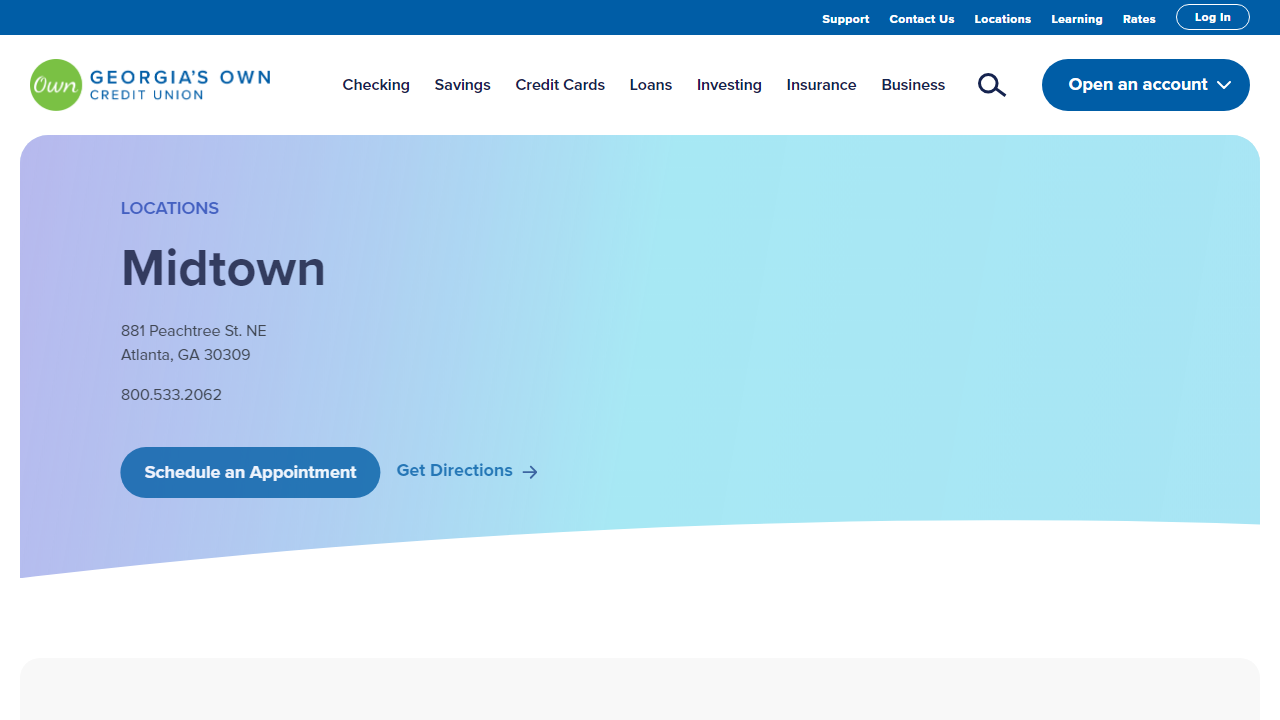 Support Contact Us Locations Learning Rates Log In
Own GEORGIA'S OWN
CREDIT UNION
Checking Savings Credit Cards Loans Investing Insurance Business Open an account
LOCATIONS
Midtown
881 Peachtree St. NE
Atlanta, GA 30309
800.533.2062
Schedule an Appointment Get Directions